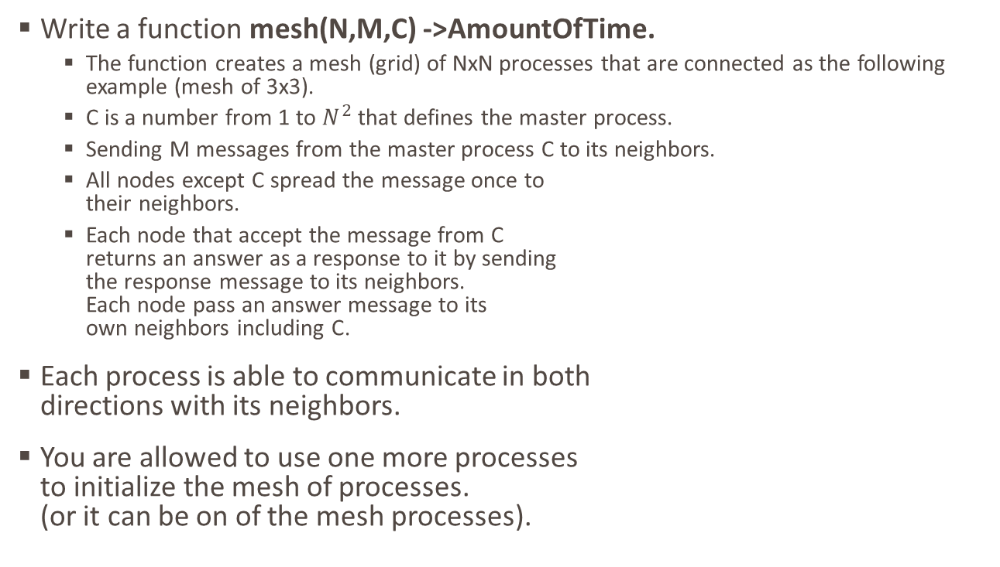 ▪ Write a function mesh(N,M,C) ->AmountOfTime.
▪ The function creates a mesh (grid) of NxN processes that are connected as the following
example (mesh of 3x3).
▪ C is a number from 1 to N² that defines the master process.
▪ Sending M messages from the master process C to its neighbors.
▪ All nodes except C spread the message once to
their neighbors.
▪ Each node that accept the message from C
returns an answer as a response to it by sending
the response message to its neighbors.
Each node pass an answer message to its
own neighbors including C.
▪ Each process is able to communicate in both
directions with its neighbors.
▪ You are allowed to use one more processes
to initialize the mesh of processes.
(or it can be on of the mesh processes).